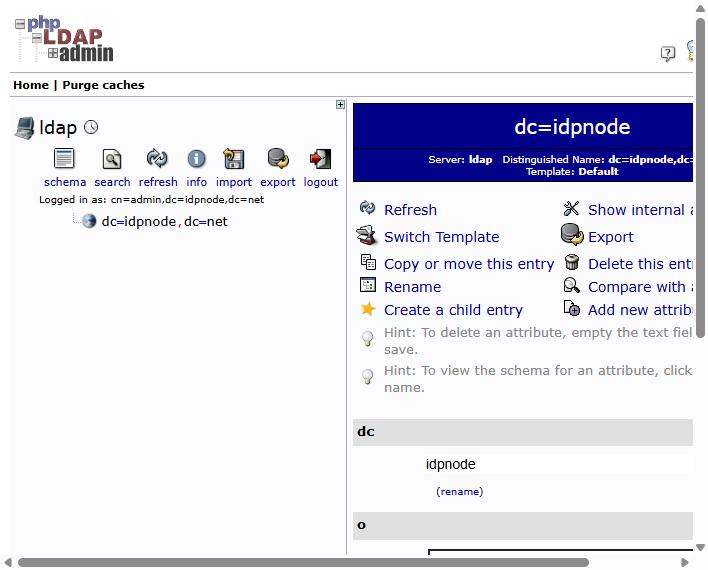 php
LDAP
admin
Home | Purge caches
ldap
schema search refresh info import export logout
Logged in as: cn=admin,dc=idpnode,dc=net
dc=idpnode,dc=net
dc=idpnode
Server: ldap Distinguished Name: dc=idpnode,dc=
Template: Default
Refresh
Show internal a
Switch Template
Export
Copy or move this entry
Delete this ent
Rename
Compare with a
Create a child entry
Add new attrib
Hint: To delete an attribute, empty the text fiel
save.
Hint: To view the schema for an attribute, click
name.
dc
idpnode
(rename)
o